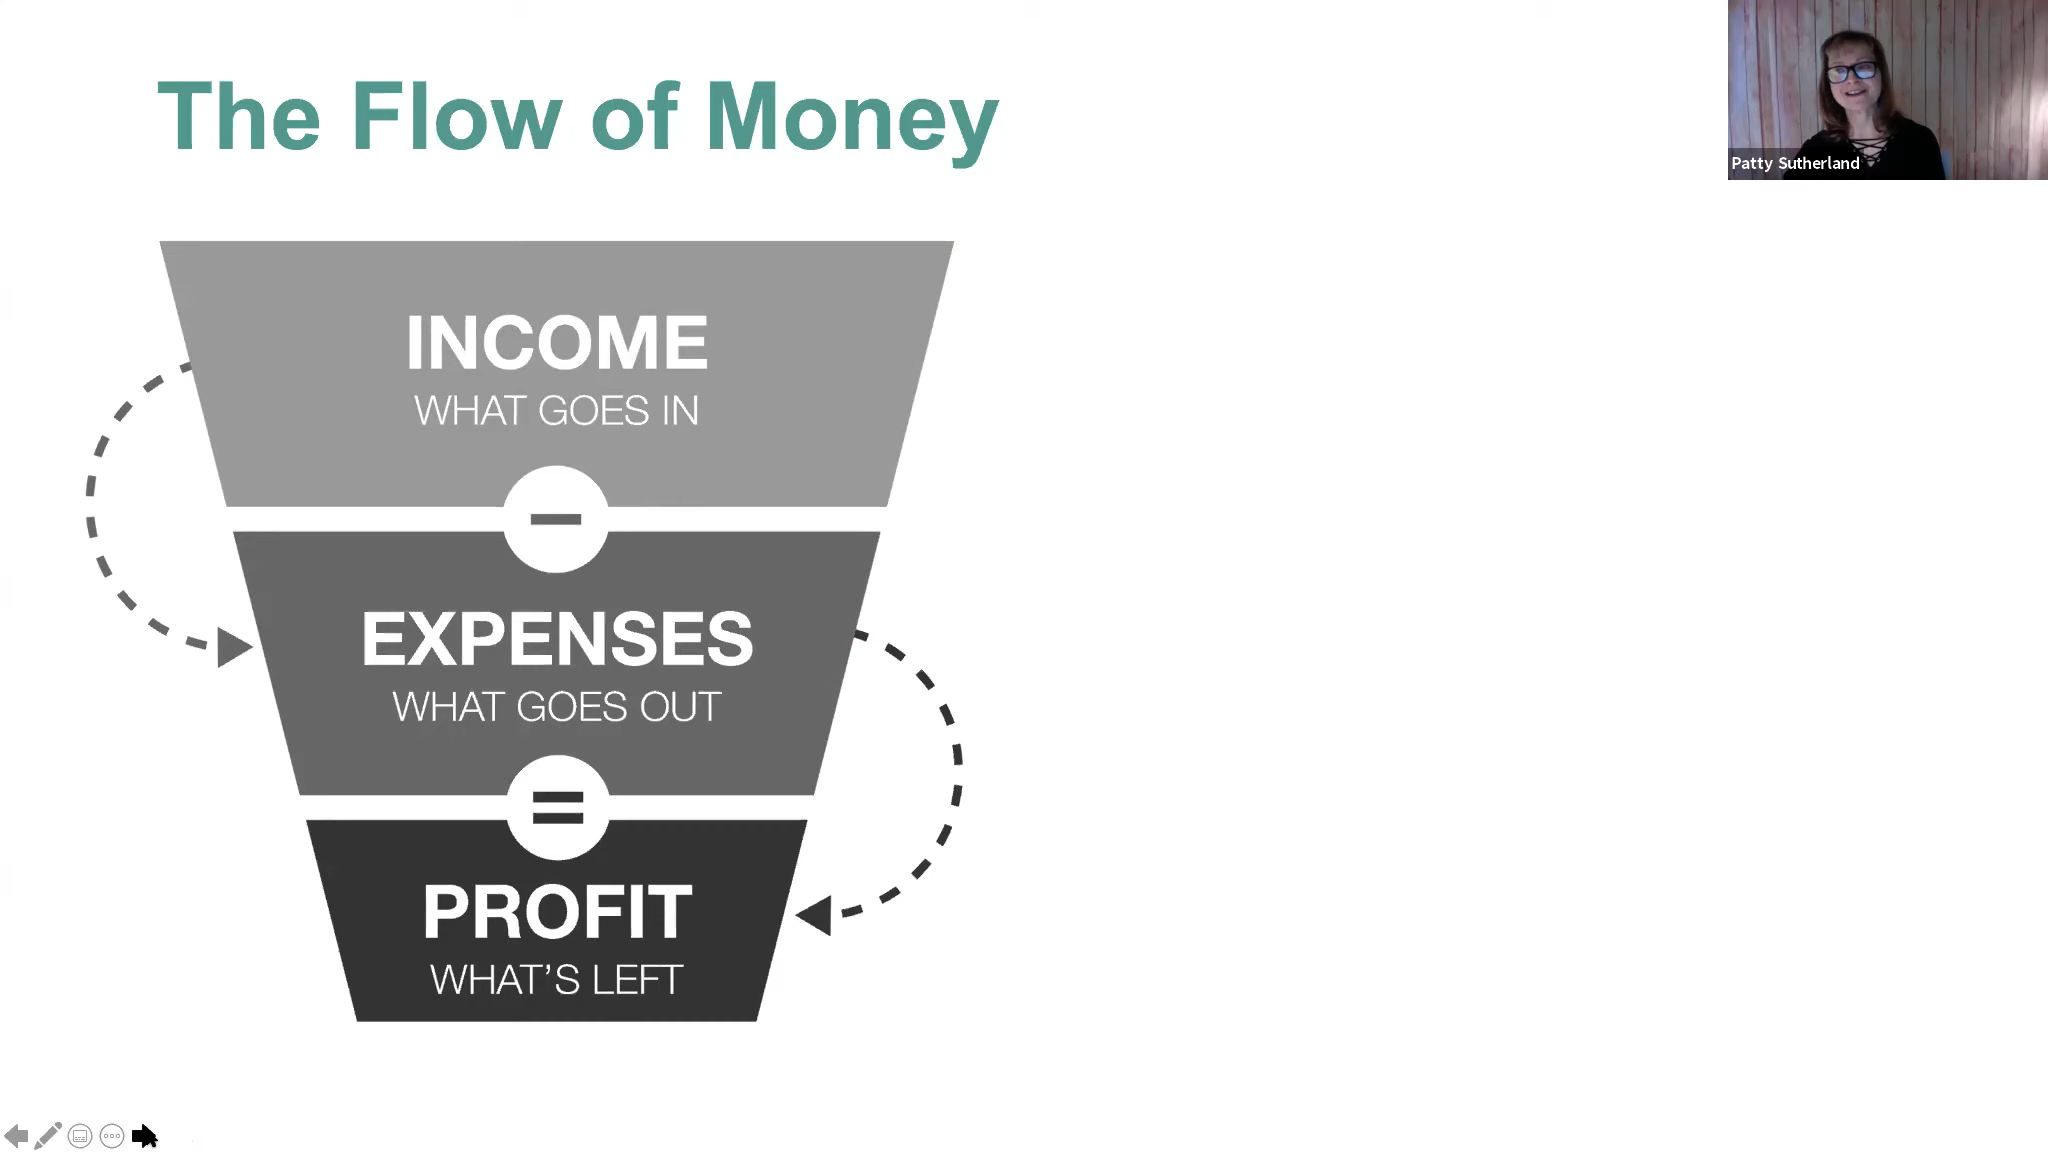 The Flow of Money
Patty Sutherland
INCOME
WHAT GOES IN
−
EXPENSES
WHAT GOES OUT
=
PROFIT
WHAT'S LEFT